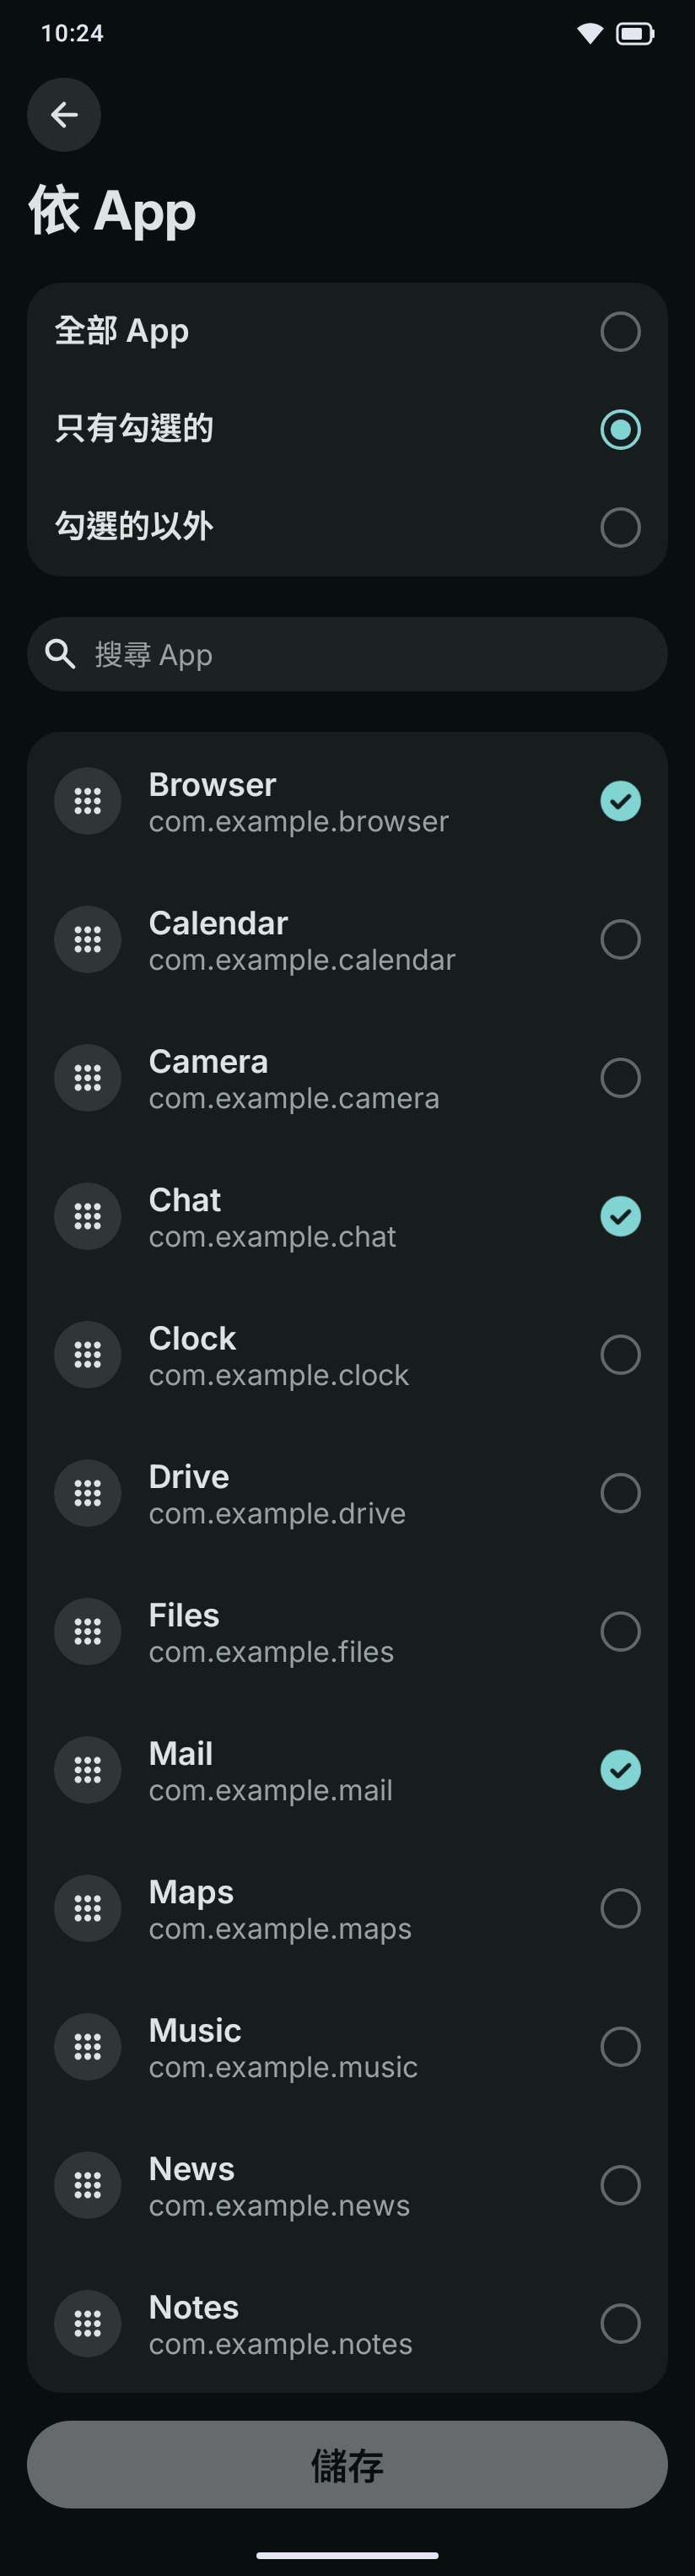 10:24
依 App
全部 App
只有勾選的
勾選的以外
搜尋 App
Browser
com.example.browser
Calendar
com.example.calendar
Camera
com.example.camera
Chat
com.example.chat
Clock
com.example.clock
Drive
com.example.drive
Files
com.example.files
Mail
com.example.mail
Maps
com.example.maps
Music
com.example.music
News
com.example.news
Notes
com.example.notes
儲存